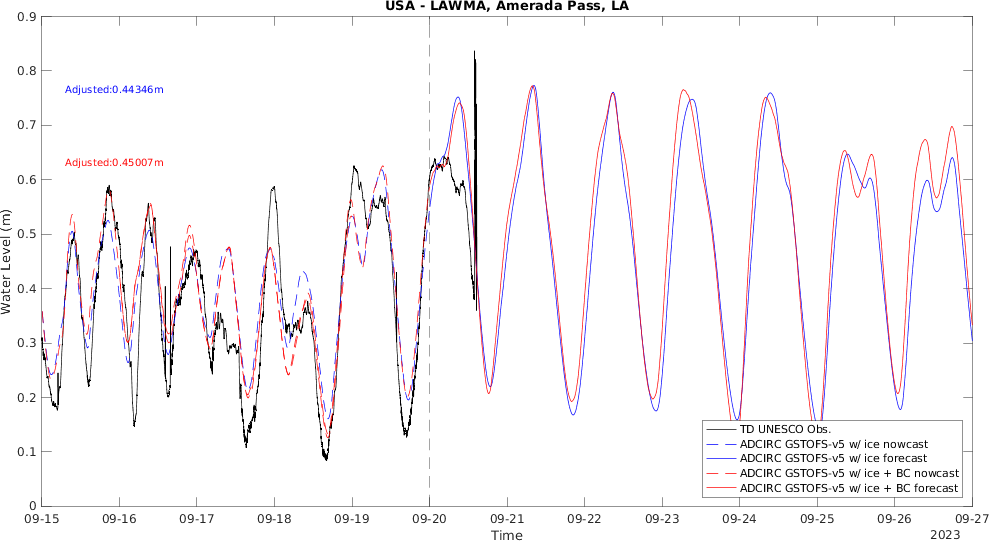 USA - LAWMA, Amerada Pass, LA
0.9
0.8
0.7
0.6
0.5
0.4
0.3
0.2
0.1
0
Water Level (m)
Adjusted:0.44346m
Adjusted:0.45007m
TD UNESCO Obs.
ADCIRC GSTOFS-v5 w/ ice nowcast
ADCIRC GSTOFS-v5 w/ ice forecast
ADCIRC GSTOFS-v5 w/ ice + BC nowcast
ADCIRC GSTOFS-v5 w/ ice + BC forecast
09-15 09-16 09-17 09-18 09-19 09-20 09-21 09-22 09-23 09-24 09-25 09-26 09-27
Time
2023